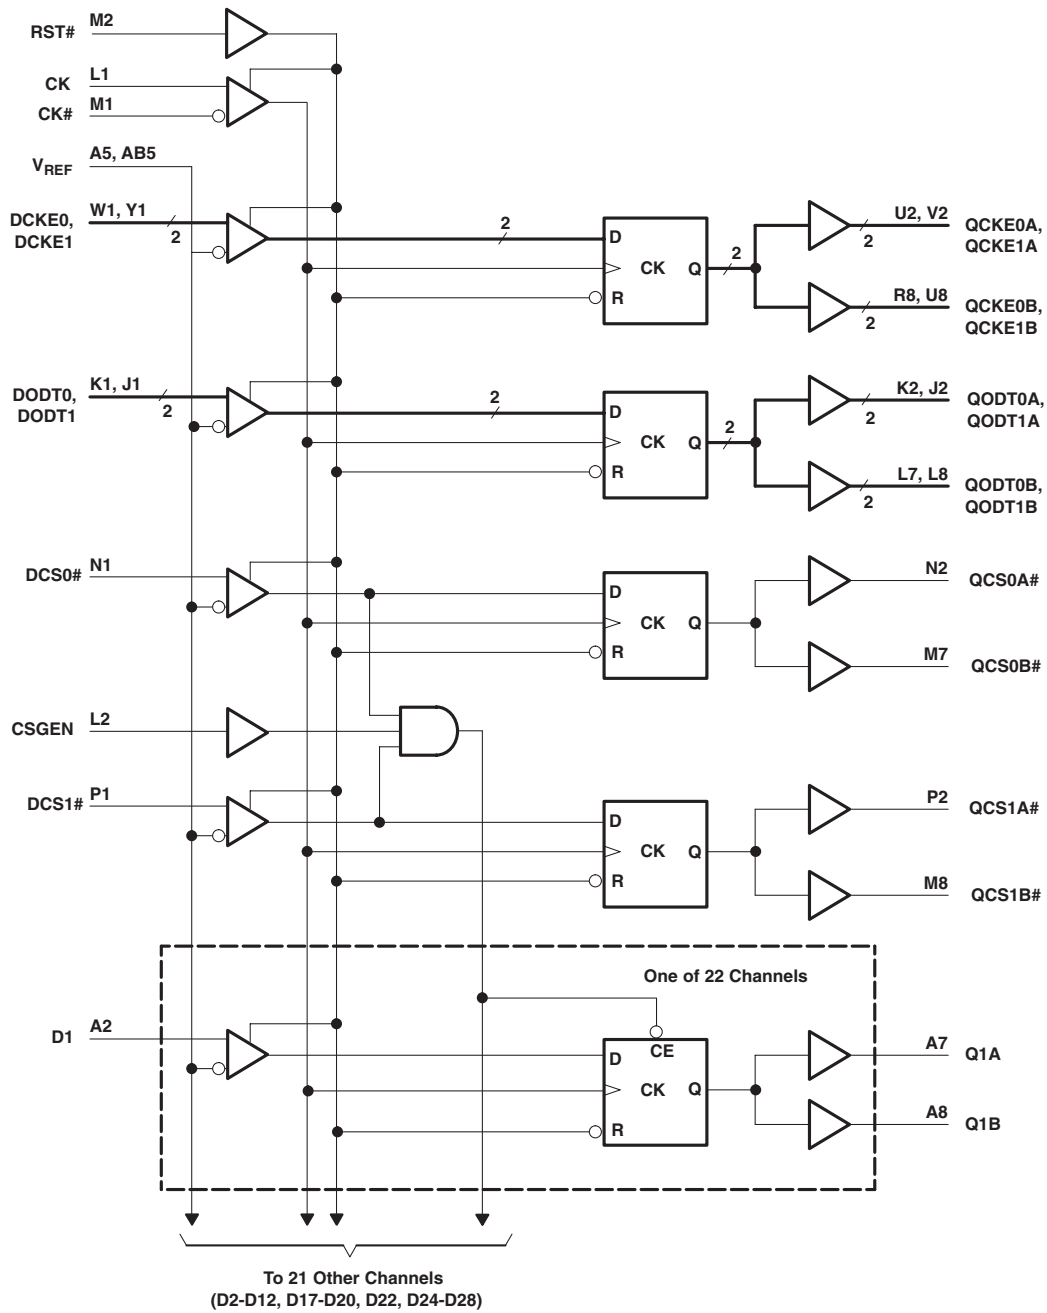 RST# M2
CK L1
CK# M1
VREF A5, AB5
DCKE0,
DCKE1
W1, Y1
2
2
D
CK Q
R
2
U2, V2
2
QCKE0A,
QCKE1A
R8, U8
2
QCKE0B,
QCKE1B
DODT0,
DODT1
K1, J1
2
2
D
CK Q
R
2
K2, J2
2
QODT0A,
QODT1A
L7, L8
2
QODT0B,
QODT1B
DCS0# N1
D
CK Q
R
N2 QCS0A#
M7 QCS0B#
CSGEN L2
DCS1# P1
D
CK Q
R
P2 QCS1A#
M8 QCS1B#
One of 22 Channels
D1 A2
CE
D
CK Q
R
A7 Q1A
A8 Q1B
To 21 Other Channels
(D2-D12, D17-D20, D22, D24-D28)